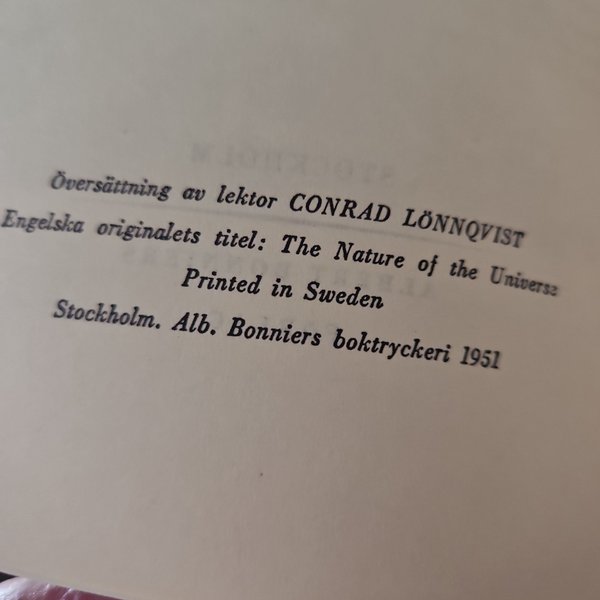 Översättning av lektor CONRAD LÖNNQVIST
Engelska originalets titel: The Nature of the Universe
Printed in Sweden
Stockholm. Alb. Bonniers boktryckeri 1951